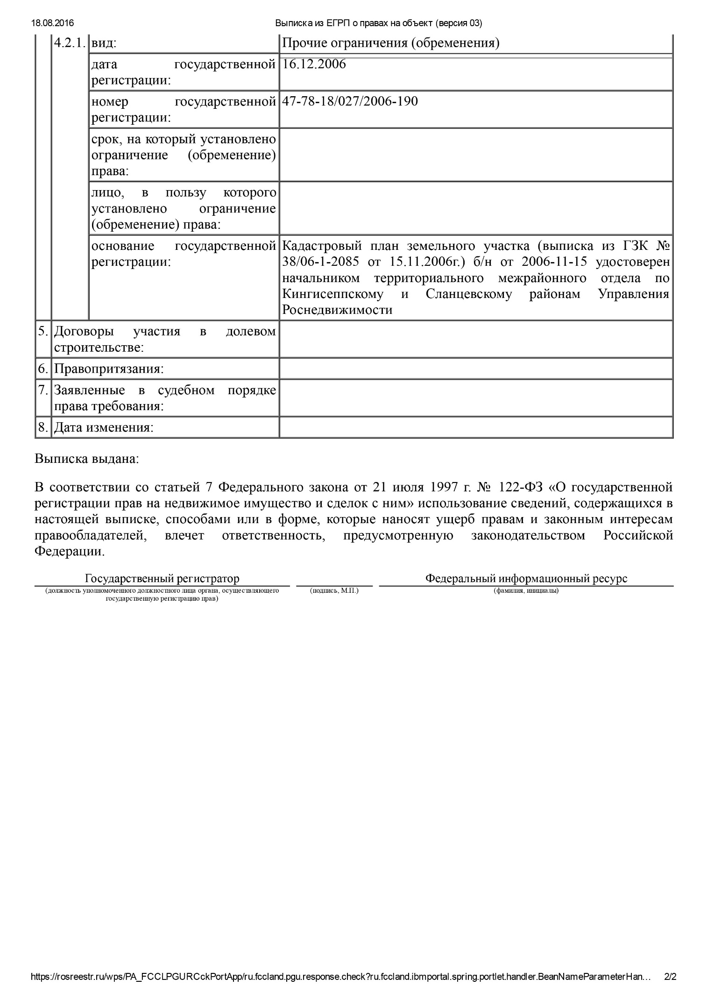 18.08.2016
Выписка из ЕГРП о правах на объект (версия 03)
4.2.1. вид: Прочие ограничения (обременения)
дата государственной 16.12.2006
регистрации:
номер государственной 47-78-18/027/2006-190
регистрации:
срок, на который установлено
ограничение (обременение)
права:
лицо, в пользу которого
установлено ограничение
(обременение) права:
основание государственной
регистрации:
Кадастровый план земельного участка (выписка из ГЗК №
38/06-1-2085 от 15.11.2006г.) б/н от 2006-11-15 удостоверен
начальником территориального межрайонного отдела по
Кингисеппскому и Сланцевскому районам Управления
Роснедвижимости
5. Договоры участия в долевом
строительстве:
6. Правопритязания:
7. Заявленные в судебном порядке
права требования:
8. Дата изменения:
Выписка выдана:
В соответствии со статьей 7 Федерального закона от 21 июля 1997 г. № 122-ФЗ «О государственной
регистрации прав на недвижимое имущество и сделок с ним» использование сведений, содержащихся в
настоящей выписке, способами или в форме, которые наносят ущерб правам и законным интересам
правообладателей, влечет ответственность, предусмотренную законодательством Российской
Федерации.
Государственный регистратор
(должность уполномоченного должностного лица органа, осуществляющего
государственную регистрацию прав)
(подпись, М.П.)
Федеральный информационный ресурс
(фамилия, инициалы)
https://rosreestr.ru/wps/PA_FCCLPGURCckPortApp/ru.fccland.pgu.response.check?ru.fccland.ibmportal.spring.portlet.handler.BeanNameParameterHan… 2/2